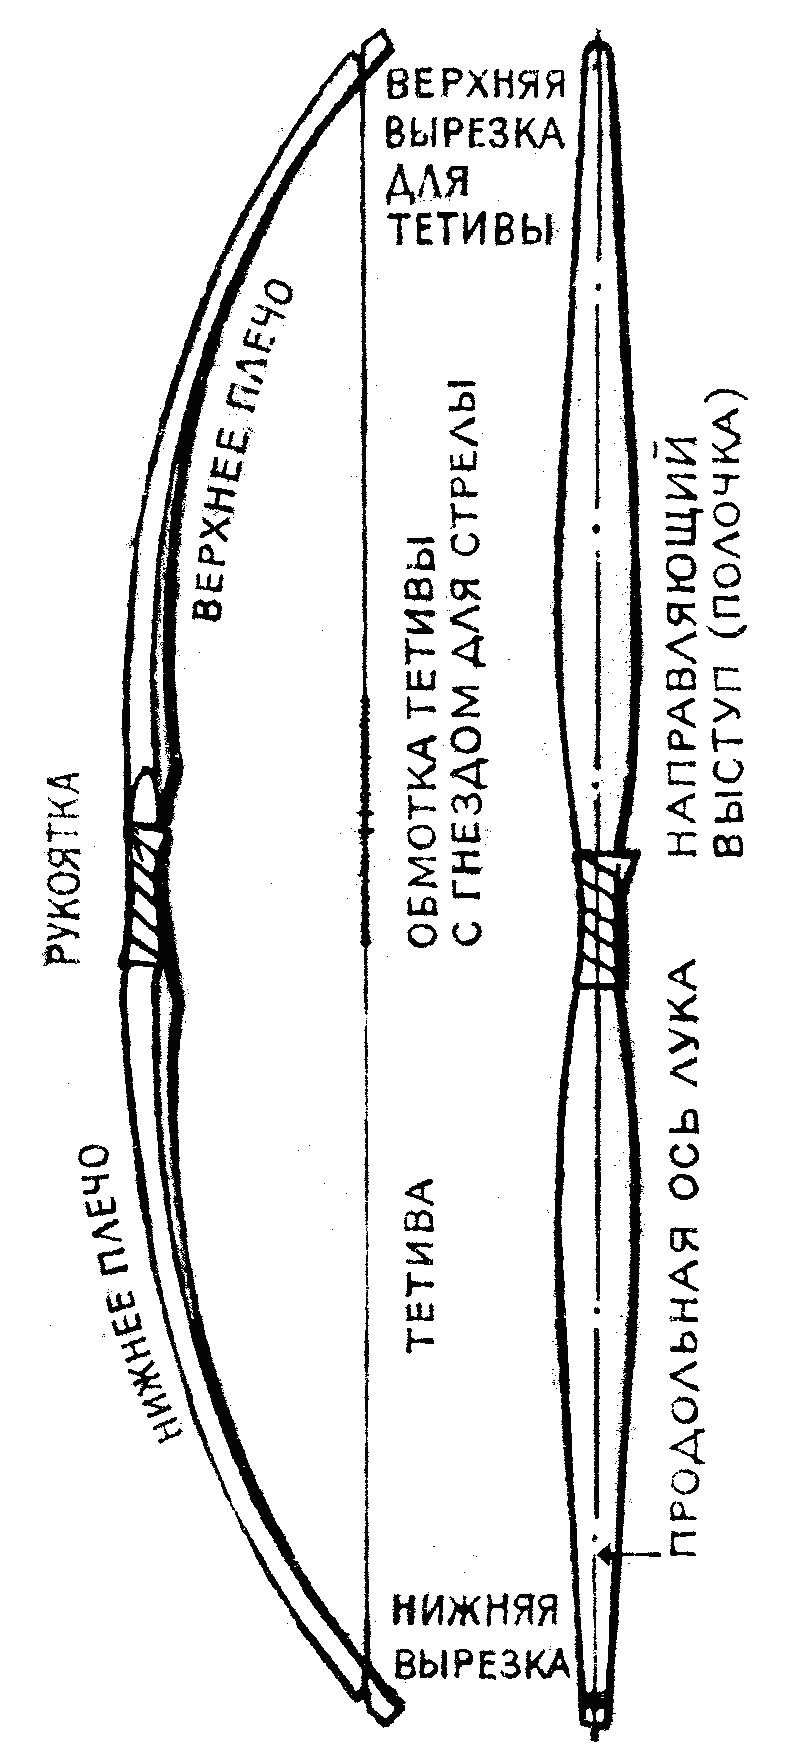 ВЕРХНЯЯ
ВЫРЕЗКА
ДЛЯ
ТЕТИВЫ
ВЕРХНЕЕ ПЛЕЧО
ОБМОТКА ТЕТИВЫ
С ГНЕЗДОМ ДЛЯ СТРЕЛЫ
НАПРАВЛЯЮЩИЙ
ВЫСТУП (ПОЛОЧКА)
РУКОЯТКА
НИЖНЕЕ ПЛЕЧО
ТЕТИВА
ПРОДОЛЬНАЯ ОСЬ ЛУКА
НИЖНЯЯ
ВЫРЕЗКА